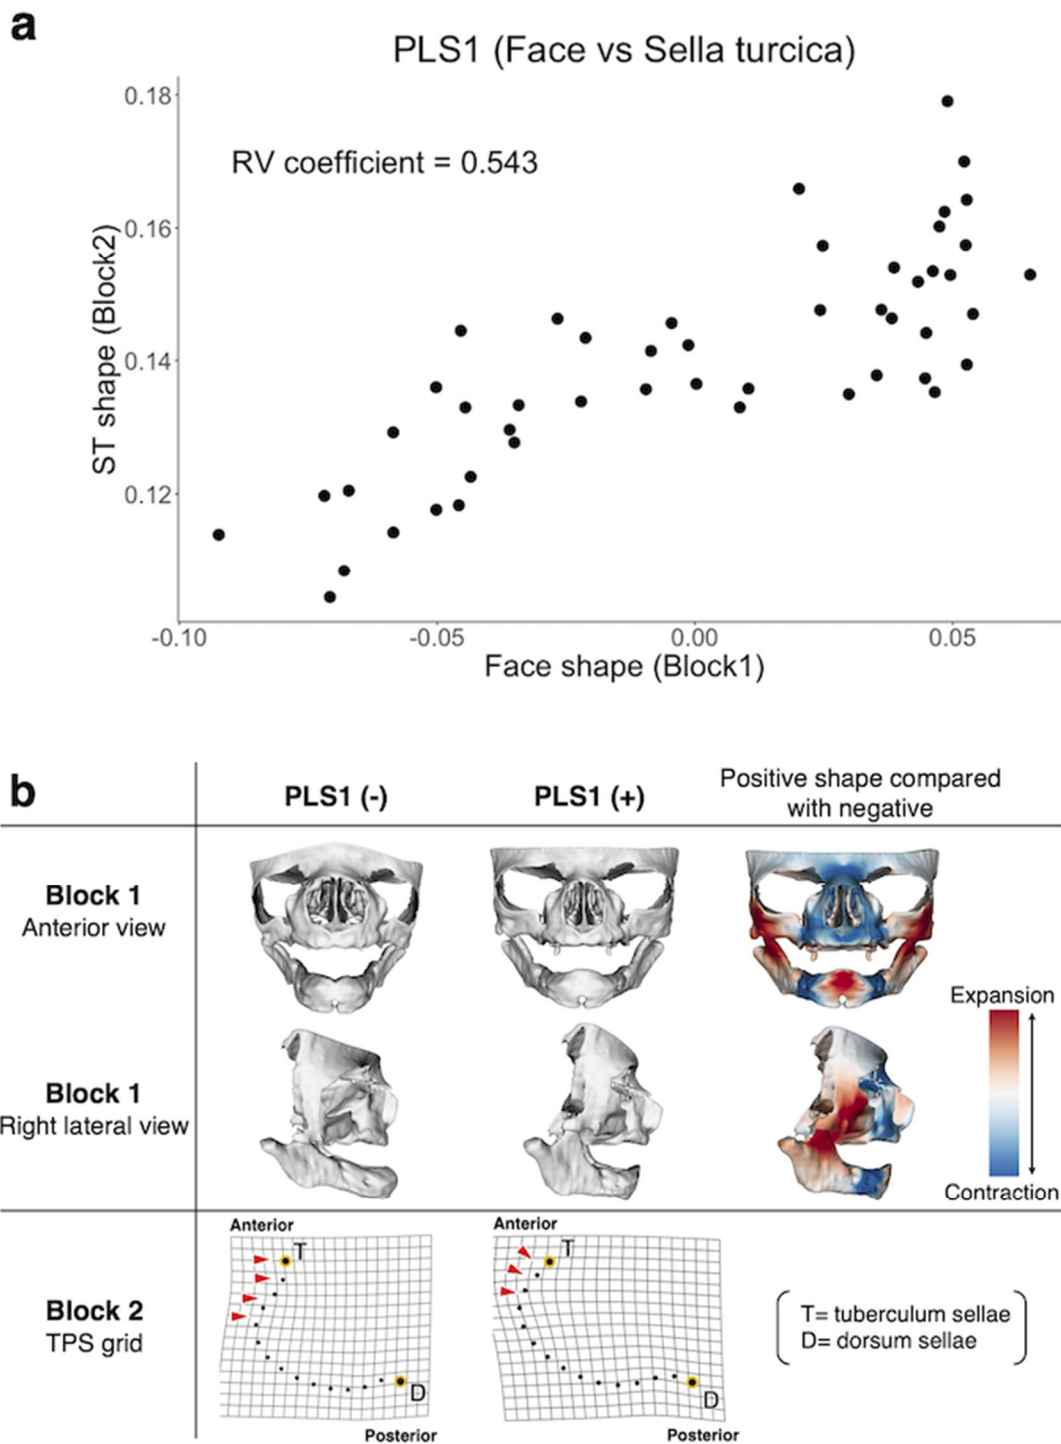 a
PLS1 (Face vs Sella turcica)
0.18
RV coefficient = 0.543
0.16
0.14
0.12
ST shape (Block2)
-0.10 -0.05 0.00 0.05
Face shape (Block1)
b
PLS1 (-)
PLS1 (+)
Positive shape compared
with negative
Block 1
Anterior view
Expansion
Block 1
Right lateral view
Contraction
Anterior
Anterior
T
T
Block 2
TPS grid
T= tuberculum sellae
D= dorsum sellae
D
D
Posterior
Posterior